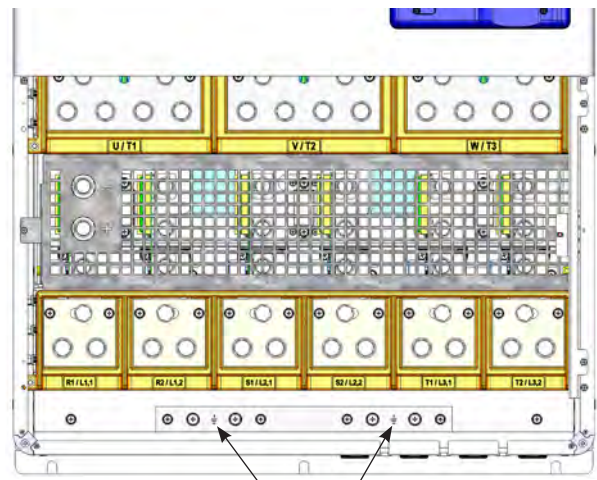 U / T1
V / T2
W / T3
R1 / L1,1
R2 / L1,2
S1 / L2,1
S2 / L2,2
T1 / L3,1
T2 / L3,2